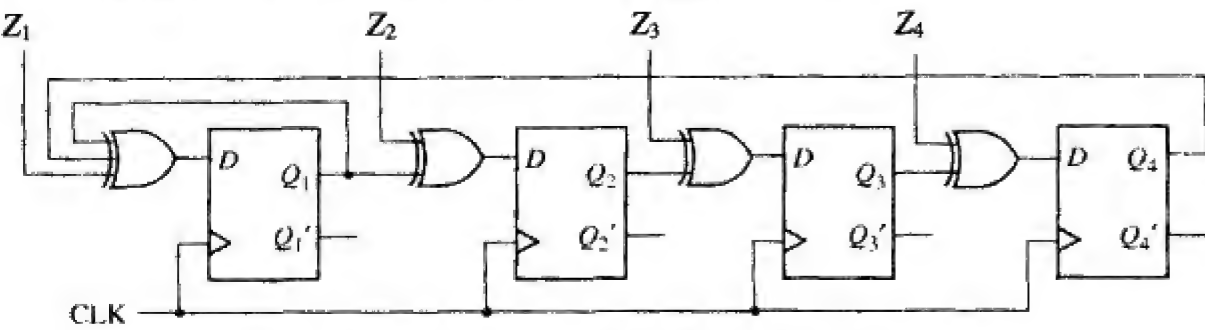 Z1 Z2 Z3 Z4
D Q1 D Q2 D Q3 D Q4
Q1' Q2' Q3' Q4'
CLK